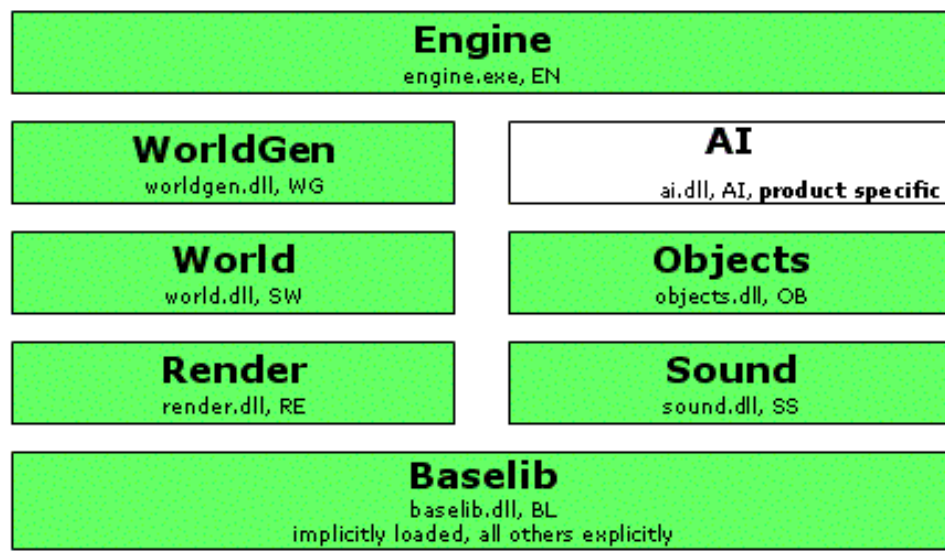 Engine
engine.exe, EN
WorldGen
worldgen.dll, WG
AI
ai.dll, AI, product specific
World
world.dll, SW
Objects
objects.dll, OB
Render
render.dll, RE
Sound
sound.dll, SS
Baselib
baselib.dll, BL
implicitly loaded, all others explicitly